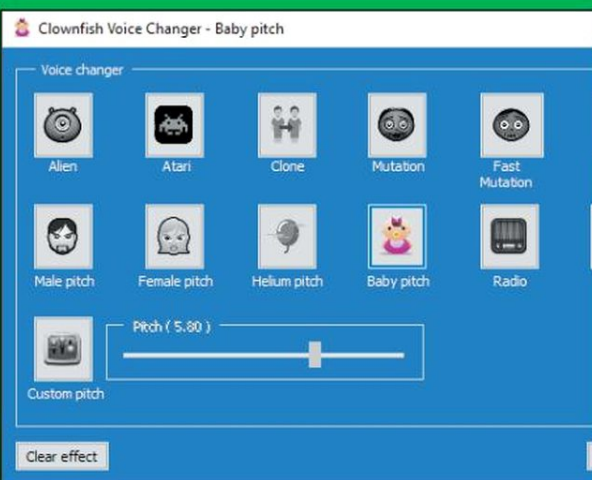 Clownfish Voice Changer - Baby pitch
Voice changer
Alien
Atari
Clone
Mutation
Fast
Mutation
Male pitch
Female pitch
Helium pitch
Baby pitch
Radio
Custom pitch
Pitch ( 5.80 )
Clear effect